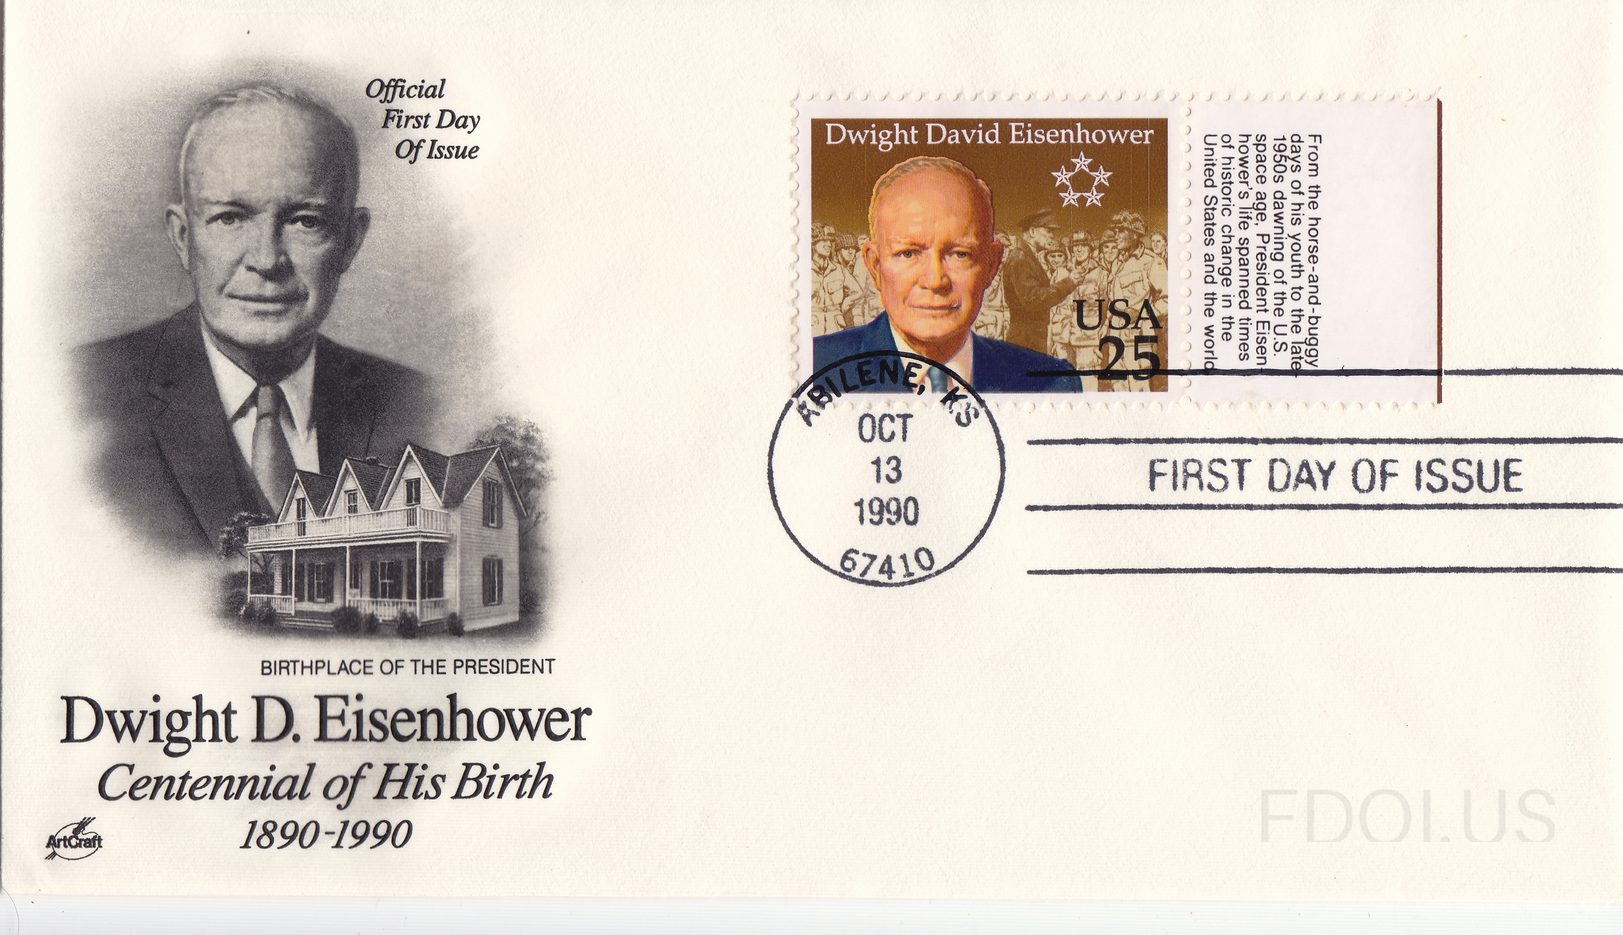 Official
First Day
Of Issue
BIRTHPLACE OF THE PRESIDENT
Dwight D. Eisenhower
Centennial of His Birth
1890-1990
ArtCraft
Dwight David Eisenhower
USA
25
From the horse-and-buggy
days of his youth to the late-
1950s dawning of the U.S.
space age, President Eisen-
hower's life spanned times
of historic change in the
United States and the world
ABILENE, KS
OCT
13
1990
67410
FIRST DAY OF ISSUE
FDOI.US